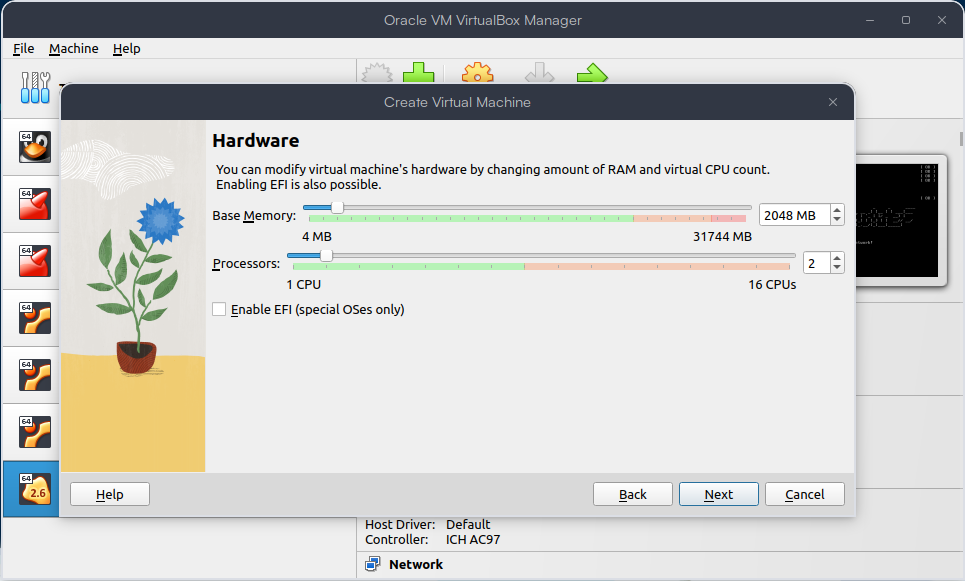 Oracle VM VirtualBox Manager
File Machine Help
Create Virtual Machine
64
64
64
64
64
64
64
2.6
Hardware
You can modify virtual machine's hardware by changing amount of RAM and virtual CPU count.
Enabling EFI is also possible.
Base Memory: 2048 MB
4 MB 31744 MB
Processors: 2
1 CPU 16 CPUs
Enable EFI (special OSes only)
Help Back Next Cancel
Host Driver: Default
Controller: ICH AC97
Network